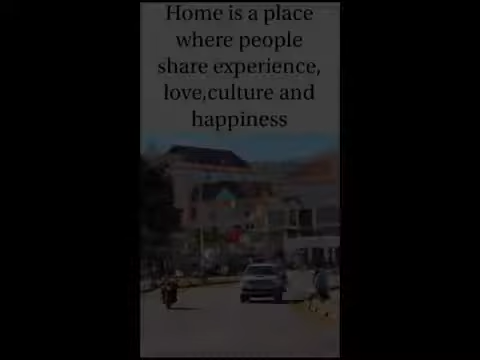 Home is a place
where people
share experience,
love,culture and
happiness